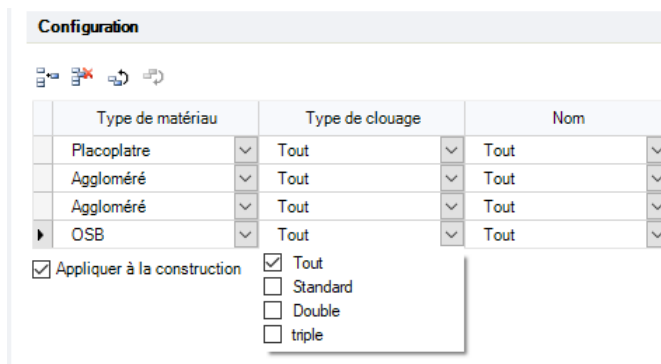 Configuration
Type de matériau Type de clouage Nom
Placoplatre Tout Tout
Aggloméré Tout Tout
Aggloméré Tout Tout
OSB Tout Tout
Appliquer à la construction
Tout
Standard
Double
triple